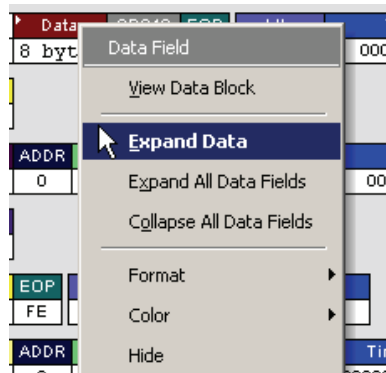 Data EOP
Data Field
8 byt 000
View Data Block
Expand Data
ADDR
Expand All Data Fields
0 00
Collapse All Data Fields
Format
EOP
FE Color
ADDR Hide Ti